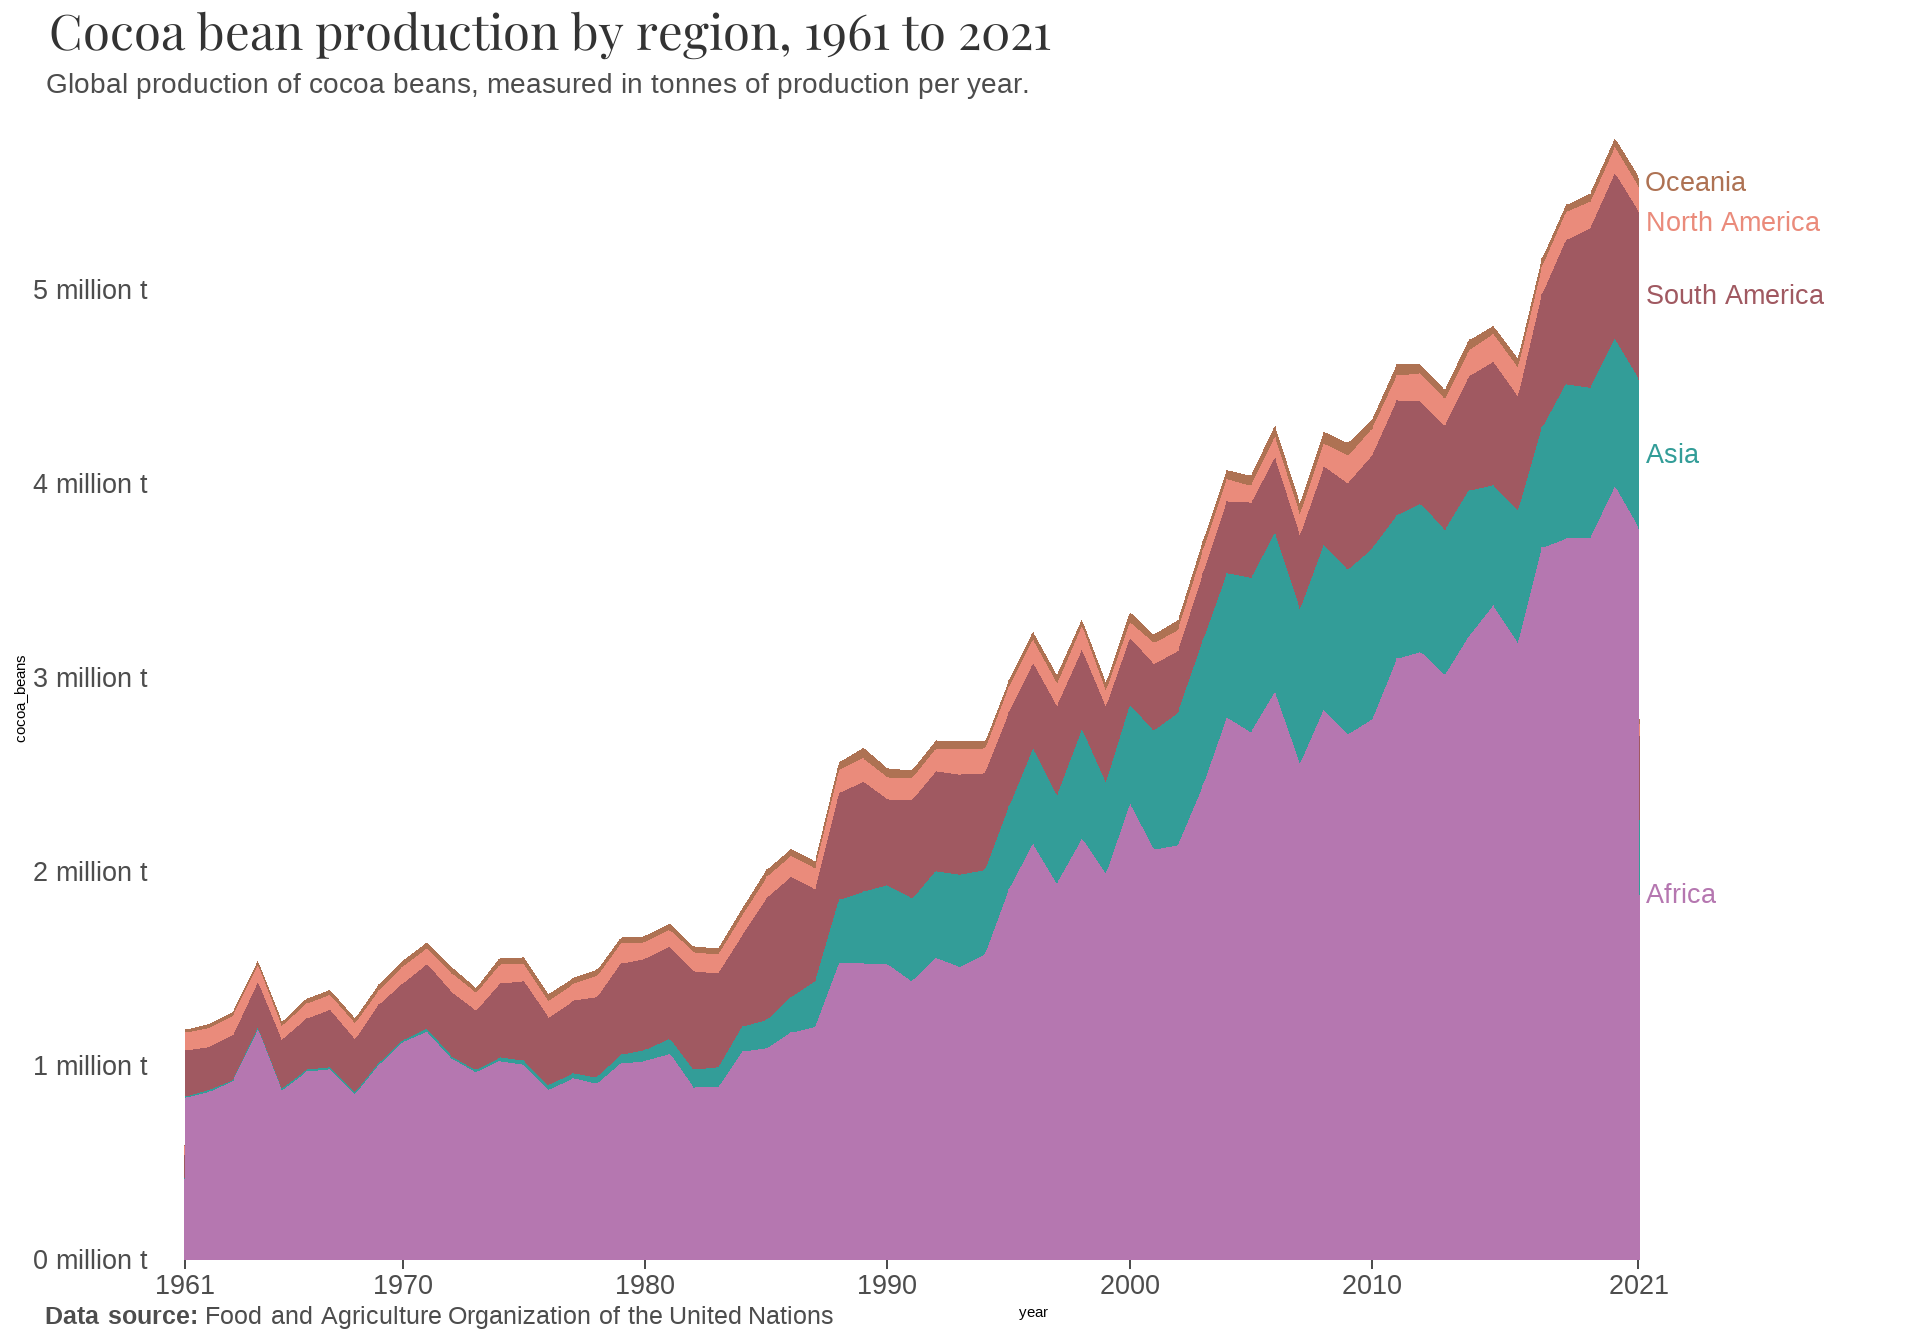 Cocoa bean production by region, 1961 to 2021
Global production of cocoa beans, measured in tonnes of production per year.
Oceania
North America
5 million t
South America
Asia
4 million t
3 million t
cocoa_beans
2 million t
Africa
1 million t
0 million t
1961 1970 1980 1990 2000 2010 2021
year
Data source: Food and Agriculture Organization of the United Nations